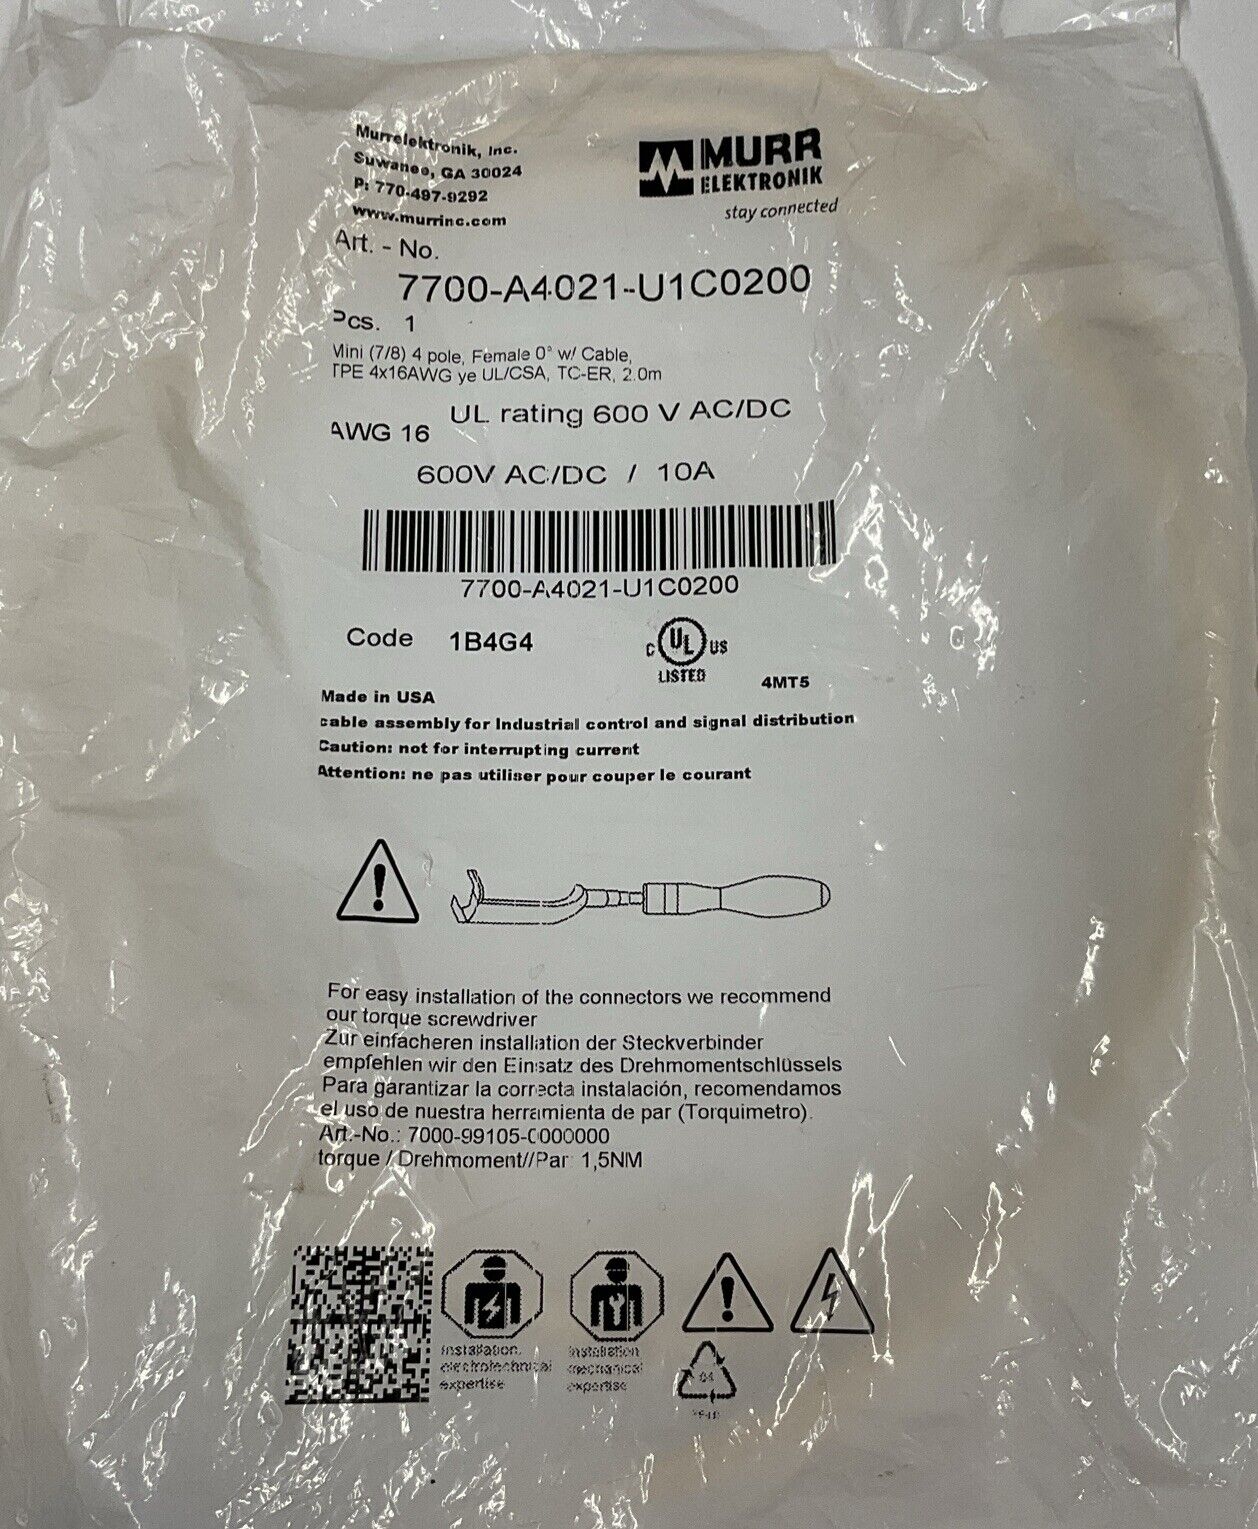 Murrelektronik, Inc.
Suwanee, GA 30024
P: 770-497-9292
www.murrinc.com
MURR
ELEKTRONIK
stay connected
Art. - No.
7700-A4021-U1C0200
Pcs. 1
Mini (7/8) 4 pole, Female 0° w/ Cable,
TPE 4x16AWG ye UL/CSA, TC-ER, 2.0m
UL rating 600 V AC/DC
AWG 16
600V AC/DC / 10A
7700-A4021-U1C0200
Code 1B4G4
C UL US
LISTED
4MT5
Made in USA
cable assembly for Industrial control and signal distribution
Caution: not for interrupting current
Attention: ne pas utiliser pour couper le courant
For easy installation of the connectors we recommend
our torque screwdriver
Zur einfacheren installation der Steckverbinder
empfehlen wir den Einsatz des Drehmomentschlüssels
Para garantizar la correcta instalación, recomendamos
el uso de nuestra herramienta de par (Torquimetro).
Art.-No.: 7000-99105-0000000
torque / Drehmoment//Par 1,5NM
installation
electrotechnical
expertise
installation
mechanical
expertise
04